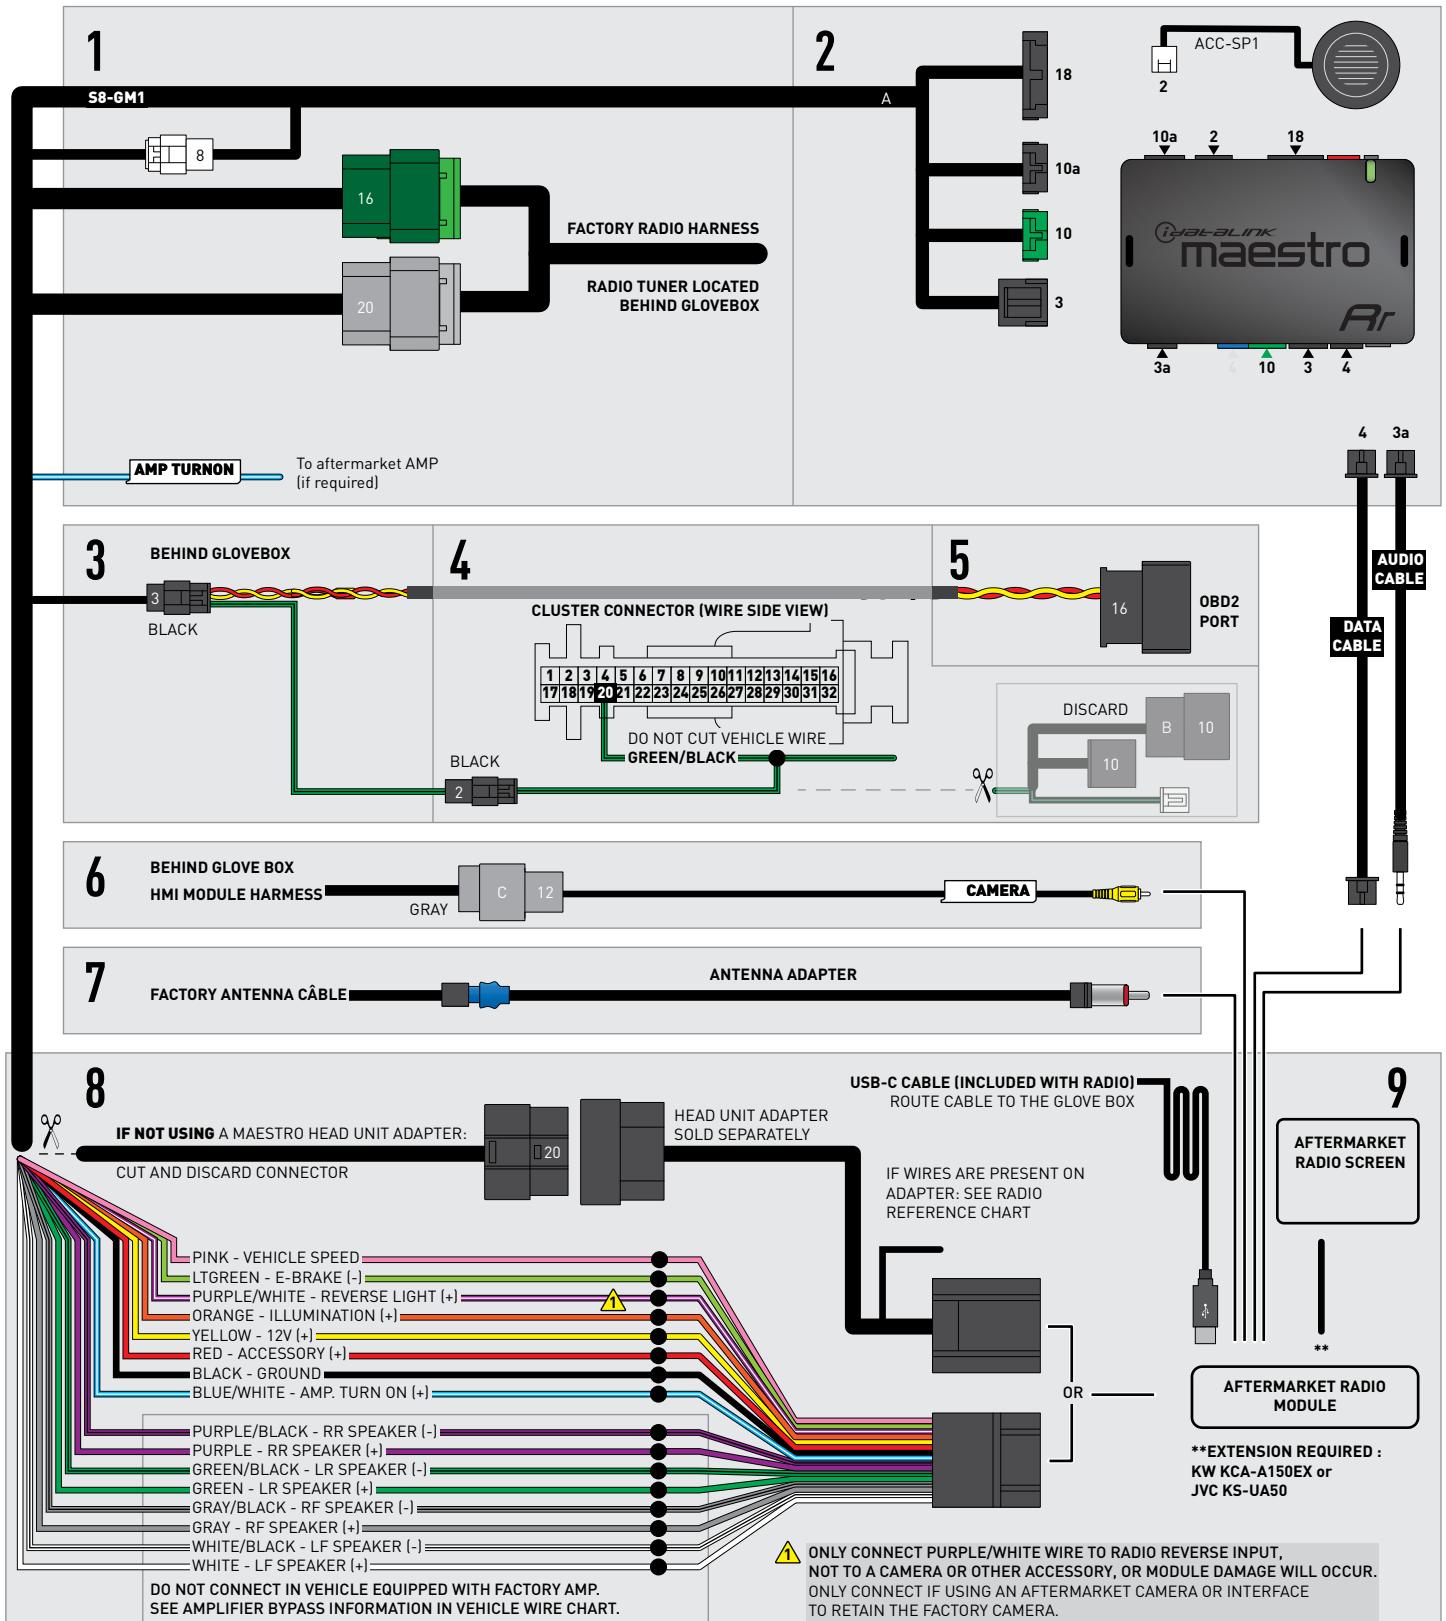 1
S8-GM1
8
16
20
FACTORY RADIO HARNESS
RADIO TUNER LOCATED
BEHIND GLOVEBOX
AMP TURNON
To aftermarket AMP
(if required)
2
A
18
10a
10
3
ACC-SP1
2
10a
2
18
idatalink
maestro
Rr
3a
4
10
3
4
4
3a
AUDIO
CABLE
DATA
CABLE
3
BEHIND GLOVEBOX
3
BLACK
4
CLUSTER CONNECTOR (WIRE SIDE VIEW)
1 2 3 4 5 6 7 8 9 10 11 12 13 14 15 16
17 18 19 20 21 22 23 24 25 26 27 28 29 30 31 32
DO NOT CUT VEHICLE WIRE
GREEN/BLACK
BLACK
2
5
16
OBD2
PORT
DISCARD
B
10
10
6
BEHIND GLOVE BOX
HMI MODULE HARMESS
GRAY
C
12
CAMERA
7
FACTORY ANTENNA CÂBLE
ANTENNA ADAPTER
8
IF NOT USING A MAESTRO HEAD UNIT ADAPTER:
CUT AND DISCARD CONNECTOR
20
HEAD UNIT ADAPTER
SOLD SEPARATELY
IF WIRES ARE PRESENT ON
ADAPTER: SEE RADIO
REFERENCE CHART
USB-C CABLE (INCLUDED WITH RADIO)
ROUTE CABLE TO THE GLOVE BOX
9
AFTERMARKET
RADIO SCREEN
**
AFTERMARKET RADIO
MODULE
**EXTENSION REQUIRED :
KW KCA-A150EX or
JVC KS-UA50
OR
PINK - VEHICLE SPEED
LTGREEN - E-BRAKE (-)
PURPLE/WHITE - REVERSE LIGHT (+)
1
ORANGE - ILLUMINATION (+)
YELLOW - 12V (+)
RED - ACCESSORY (+)
BLACK - GROUND
BLUE/WHITE - AMP. TURN ON (+)
PURPLE/BLACK - RR SPEAKER (-)
PURPLE - RR SPEAKER (+)
GREEN/BLACK - LR SPEAKER (-)
GREEN - LR SPEAKER (+)
GRAY/BLACK - RF SPEAKER (-)
GRAY - RF SPEAKER (+)
WHITE/BLACK - LF SPEAKER (-)
WHITE - LF SPEAKER (+)
DO NOT CONNECT IN VEHICLE EQUIPPED WITH FACTORY AMP.
SEE AMPLIFIER BYPASS INFORMATION IN VEHICLE WIRE CHART.
1
ONLY CONNECT PURPLE/WHITE WIRE TO RADIO REVERSE INPUT,
NOT TO A CAMERA OR OTHER ACCESSORY, OR MODULE DAMAGE WILL OCCUR.
ONLY CONNECT IF USING AN AFTERMARKET CAMERA OR INTERFACE
TO RETAIN THE FACTORY CAMERA.